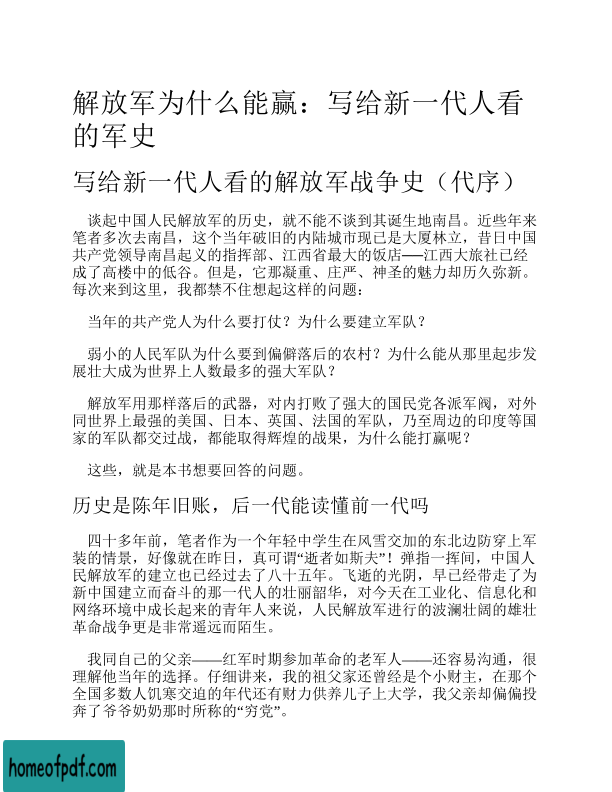 解放军为什么能赢：写给新一代人看
的军史
写给新一代人看的解放军战争史（代序）
谈起中国人民解放军的历史，就不能不谈到其诞生地南昌。近些年来
笔者多次去南昌，这个当年破旧的内陆城市现已是大厦林立，昔日中国
共产党领导南昌起义的指挥部、江西省最大的饭店──江西大旅社已经
成了高楼中的低谷。但是，它那凝重、庄严、神圣的魅力却历久弥新。
每次来到这里，我都禁不住想起这样的问题：
当年的共产党人为什么要打仗？为什么要建立军队？
弱小的人民军队为什么要到偏僻落后的农村？为什么能从那里起步发
展壮大成为世界上人数最多的强大军队？
解放军用那样落后的武器，对内打败了强大的国民党各派军阀，对外
同世界上最强的美国、日本、英国、法国的军队，乃至周边的印度等国
家的军队都交过战，都能取得辉煌的战果，为什么能打赢呢？
这些，就是本书想要回答的问题。
历史是陈年旧账，后一代能读懂前一代吗
四十多年前，笔者作为一个年轻中学生在风雪交加的东北边防穿上军
装的情景，好像就在昨日，真可谓“逝者如斯夫”！弹指一挥间，中国人
民解放军的建立也已经过去了八十五年。飞逝的光阴，早已经带走了为
新中国建立而奋斗的那一代人的壮丽韶华，对今天在工业化、信息化和
网络环境中成长起来的青年人来说，人民解放军进行的波澜壮阔的雄壮
革命战争更是非常遥远而陌生。
我同自己的父亲——红军时期参加革命的老军人——还容易沟通，很
理解他当年的选择。仔细讲来，我的祖父家还曾经是个小财主，在那个
全国多数人饥寒交迫的年代还有财力供养儿子上大学，我父亲却偏偏投
奔了爷爷奶奶那时所称的“穷党”。
homeofpdf.com